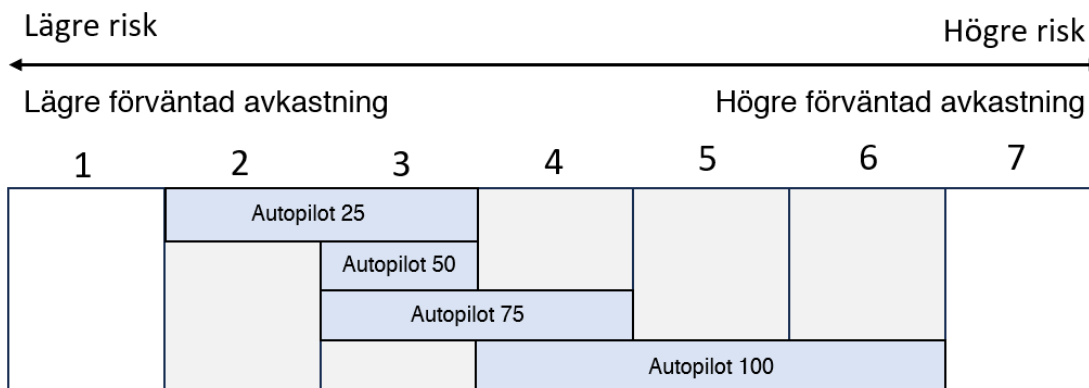 Lägre risk Högre risk
Lägre förväntad avkastning Högre förväntad avkastning
1 2 3 4 5 6 7
Autopilot 25
Autopilot 50
Autopilot 75
Autopilot 100